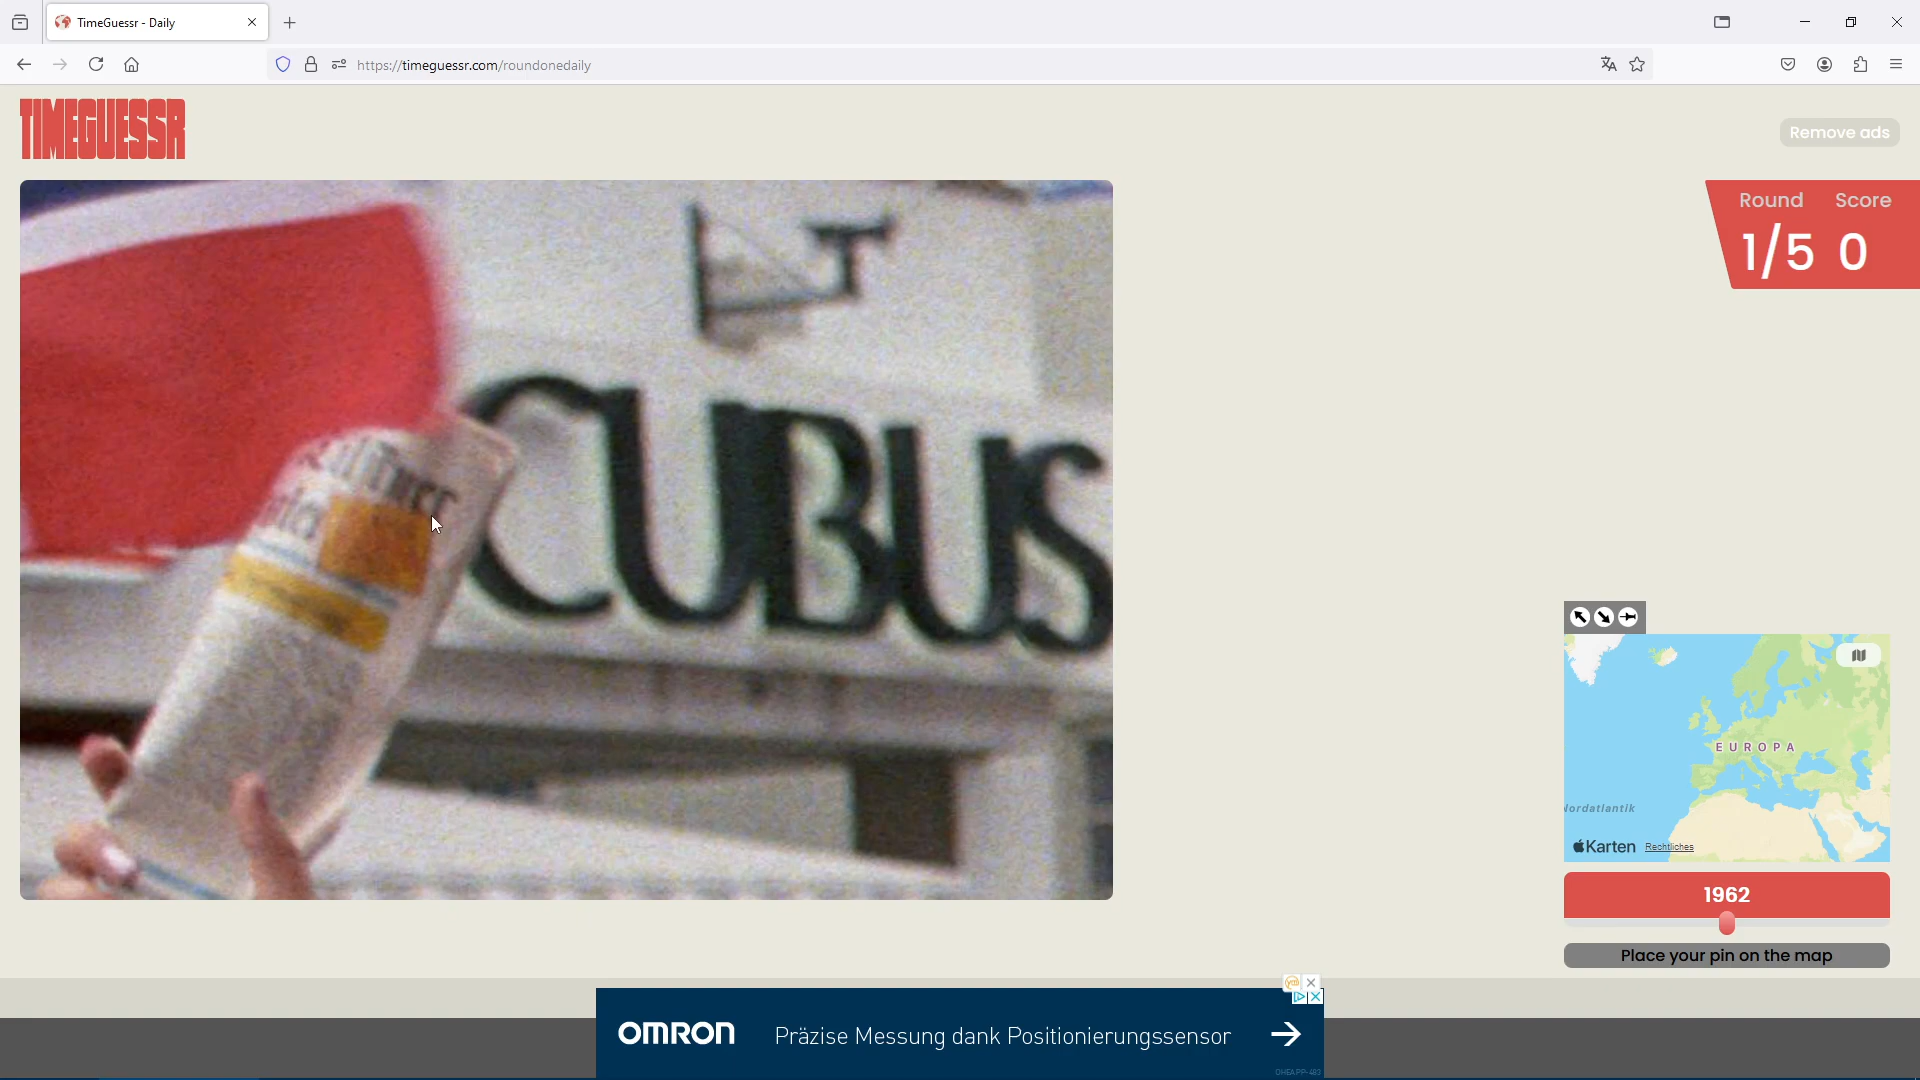 TimeGuessr - Daily
https://timeguessr.com/roundonedaily
TIMEGUESSR
Remove ads
Round Score
1/5 0
CUBUS
EUROPA
Nordatlantik
Karten Rechtliches
1962
Place your pin on the map
OMRON Präzise Messung dank Positionierungssensor